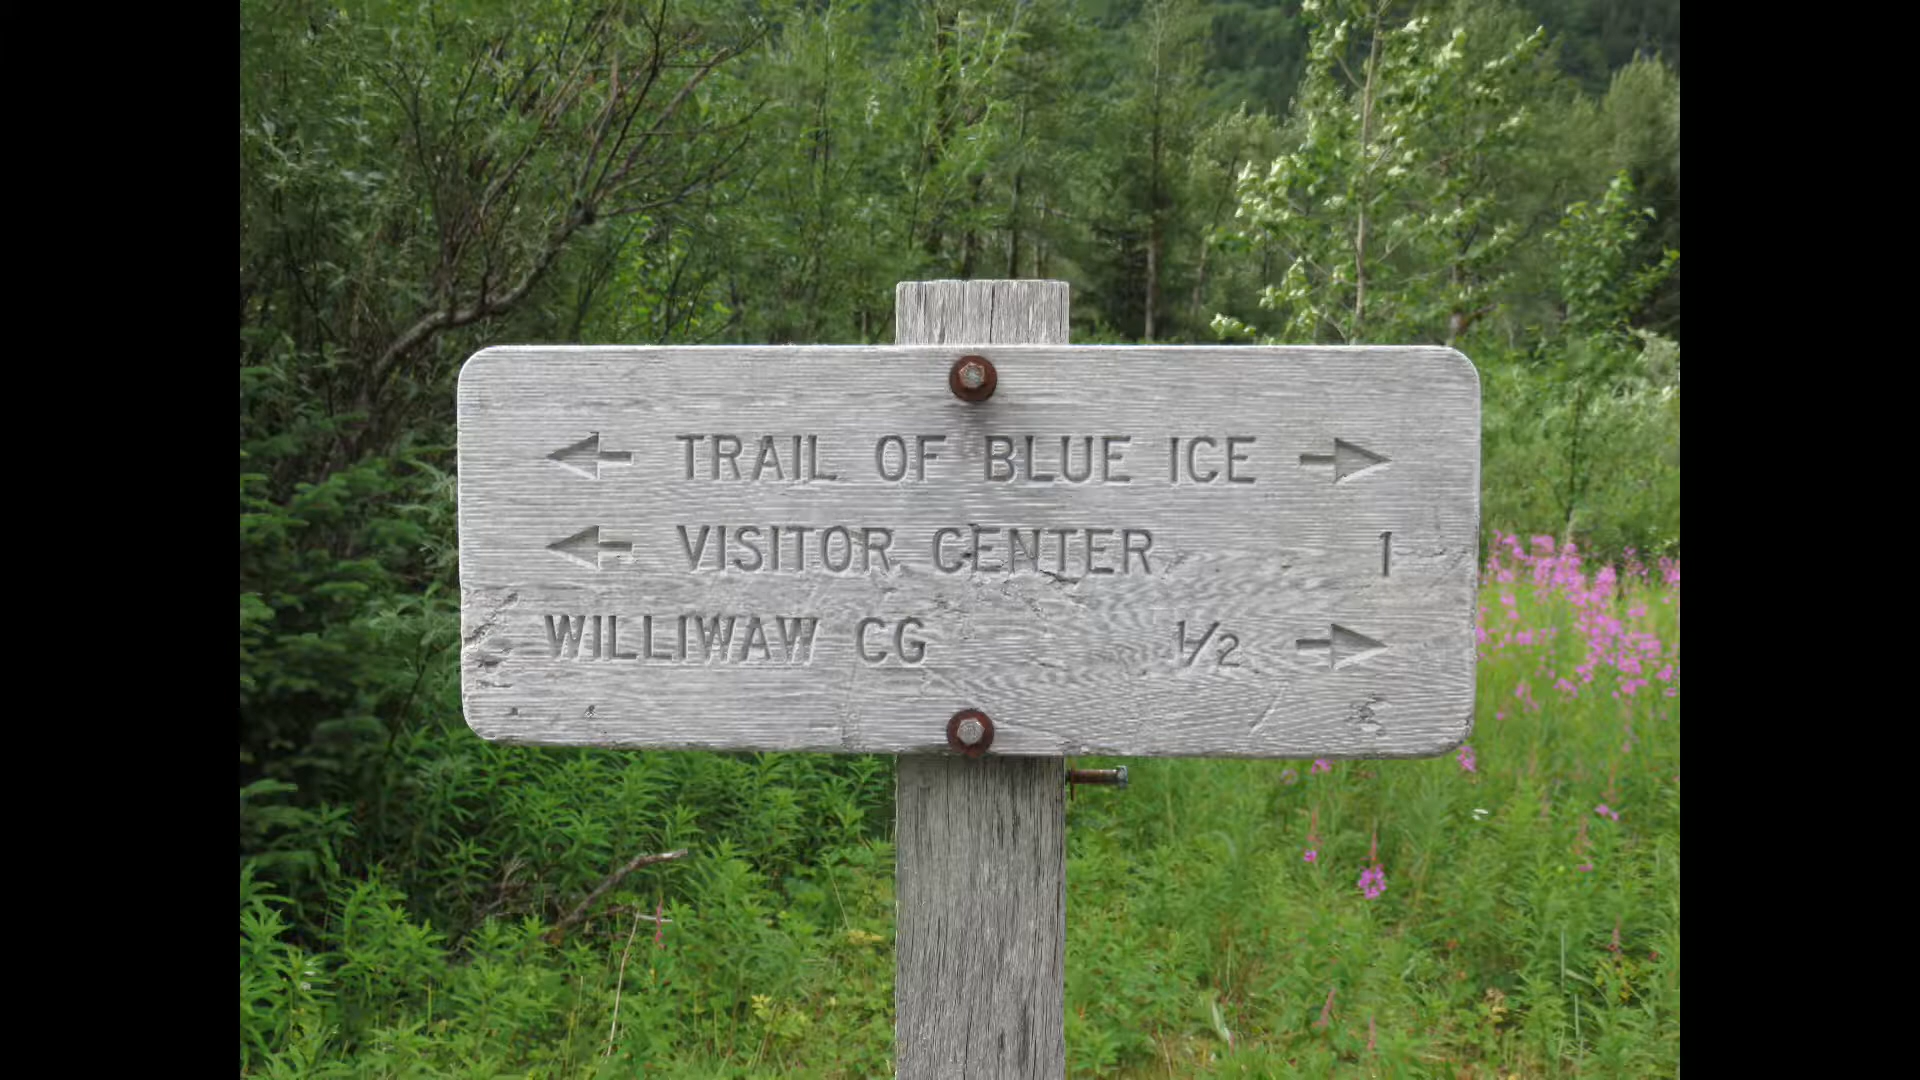 ← TRAIL OF BLUE ICE →
← VISITOR CENTER 1
WILLIWAW CG 1/2 →